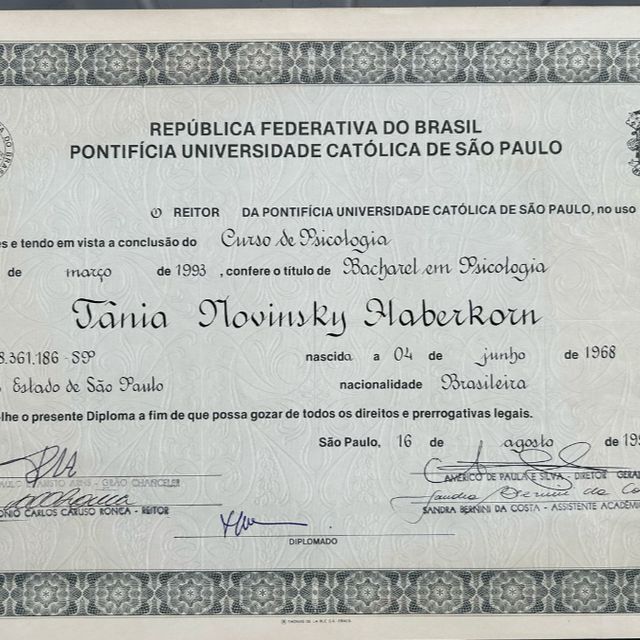 REPÚBLICA FEDERATIVA DO BRASIL
PONTIFÍCIA UNIVERSIDADE CATÓLICA DE SÃO PAULO
O REITOR DA PONTIFÍCIA UNIVERSIDADE CATÓLICA DE SÃO PAULO, no uso
es e tendo em vista a conclusão do Curso de Psicologia
de março de 1993, confere o título de Bacharel em Psicologia
Tânia Novinsky Haberkorn
8.361.186 - SP nascida a 04 de junho de 1968
Estado de São Paulo nacionalidade Brasileira
-lhe o presente Diploma a fim de que possa gozar de todos os direitos e prerrogativas legais.
São Paulo, 16 de agosto de 199
ARNS - GRÃO CHANCELER
AMÉRICO DE PAULA E SILVA - DIRETOR GERAL
ONIO CARLOS CARUSO RONCA - REITOR
SANDRA BERNINI DA COSTA - ASSISTENTE ACADÊMI
DIPLOMADO